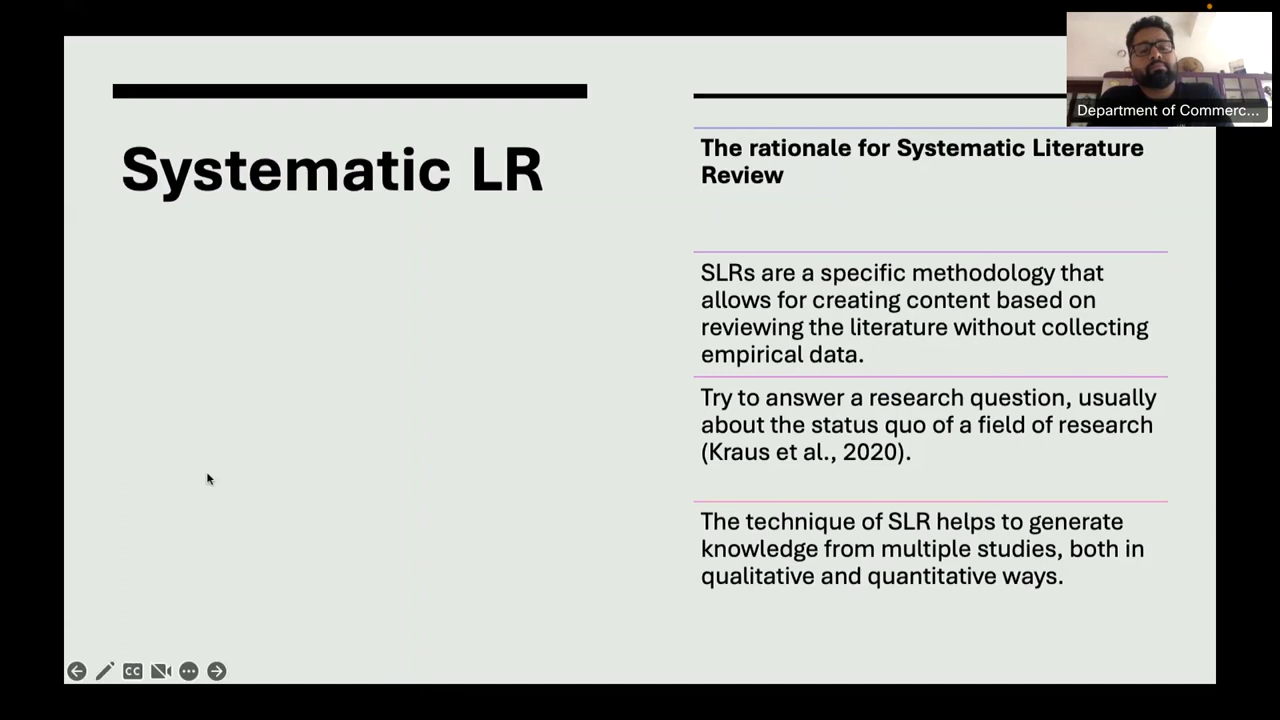 Systematic LR
Department of Commerc...
The rationale for Systematic Literature
Review
SLRs are a specific methodology that
allows for creating content based on
reviewing the literature without collecting
empirical data.
Try to answer a research question, usually
about the status quo of a field of research
(Kraus et al., 2020).
The technique of SLR helps to generate
knowledge from multiple studies, both in
qualitative and quantitative ways.
CC